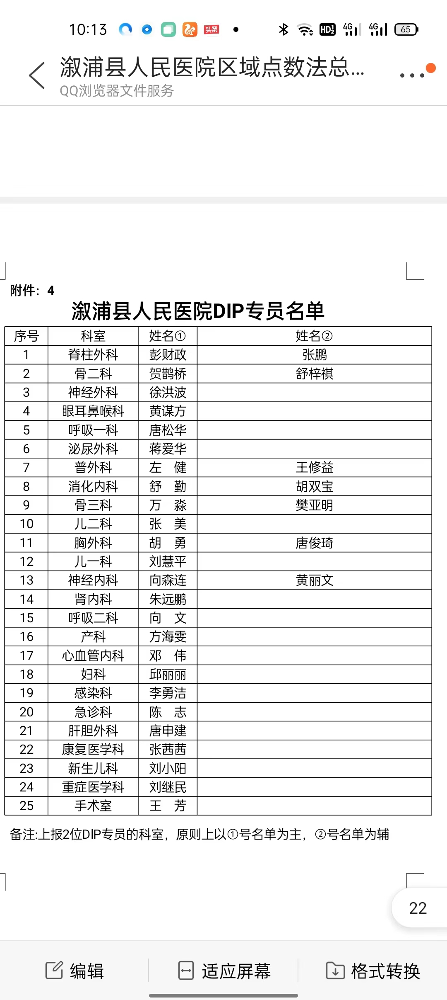 10:13 头条 HD 1 2 4G 4G 65
溆浦县人民医院区域点数法总...
QQ浏览器文件服务
附件：4
溆浦县人民医院DIP专员名单
序号 科室 姓名① 姓名②
1 脊柱外科 彭财政 张鹏
2 骨二科 贺鹊桥 舒梓祺
3 神经外科 徐洪波
4 眼耳鼻喉科 黄谋方
5 呼吸一科 唐松华
6 泌尿外科 蒋爱华
7 普外科 左　健 王修益
8 消化内科 舒　勤 胡双宝
9 骨三科 万　淼 樊亚明
10 儿二科 张　美
11 胸外科 胡　勇 唐俊琦
12 儿一科 刘慧平
13 神经内科 向森连 黄丽文
14 肾内科 朱远鹏
15 呼吸二科 向　文
16 产科 方海雯
17 心血管内科 邓　伟
18 妇科 邱丽丽
19 感染科 李勇洁
20 急诊科 陈　志
21 肝胆外科 唐申建
22 康复医学科 张茜茜
23 新生儿科 刘小阳
24 重症医学科 刘继民
25 手术室 王　芳
备注:上报2位DIP专员的科室，原则上以①号名单为主，②号名单为辅
22
编辑 适应屏幕 格式转换